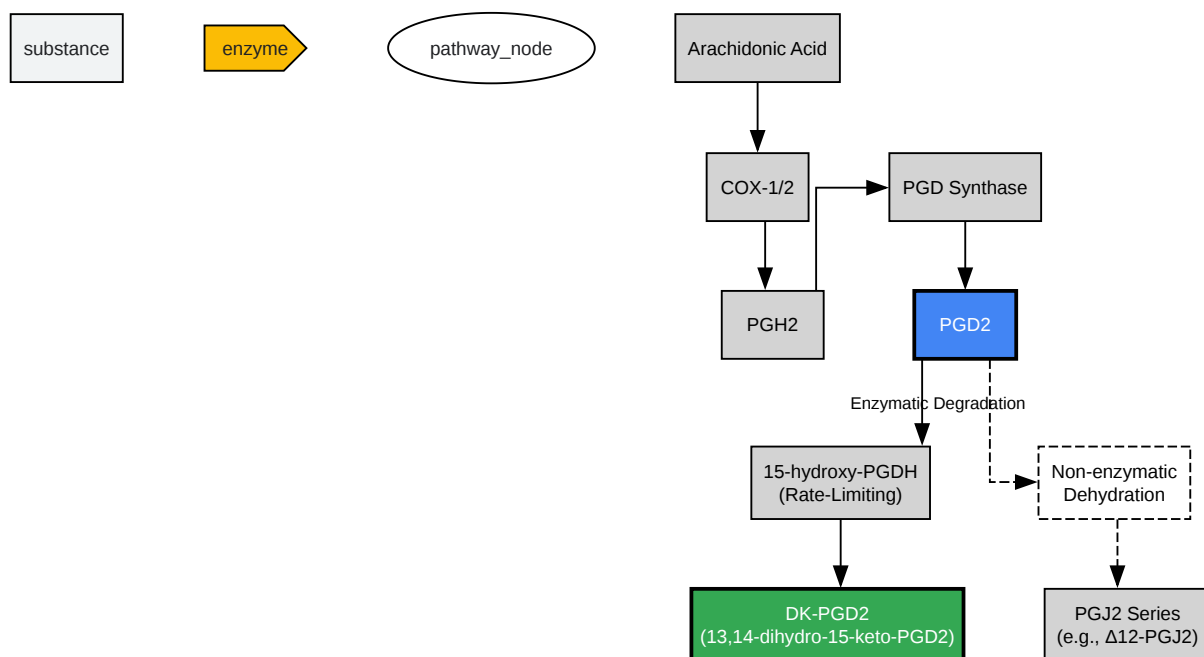 substance
enzyme
pathway_node
Arachidonic Acid
COX-1/2
PGD Synthase
PGH2
PGD2
Enzymatic Degradation
15-hydroxy-PGDH
(Rate-Limiting)
Non-enzymatic
Dehydration
DK-PGD2
(13,14-dihydro-15-keto-PGD2)
PGJ2 Series
(e.g., Δ12-PGJ2)